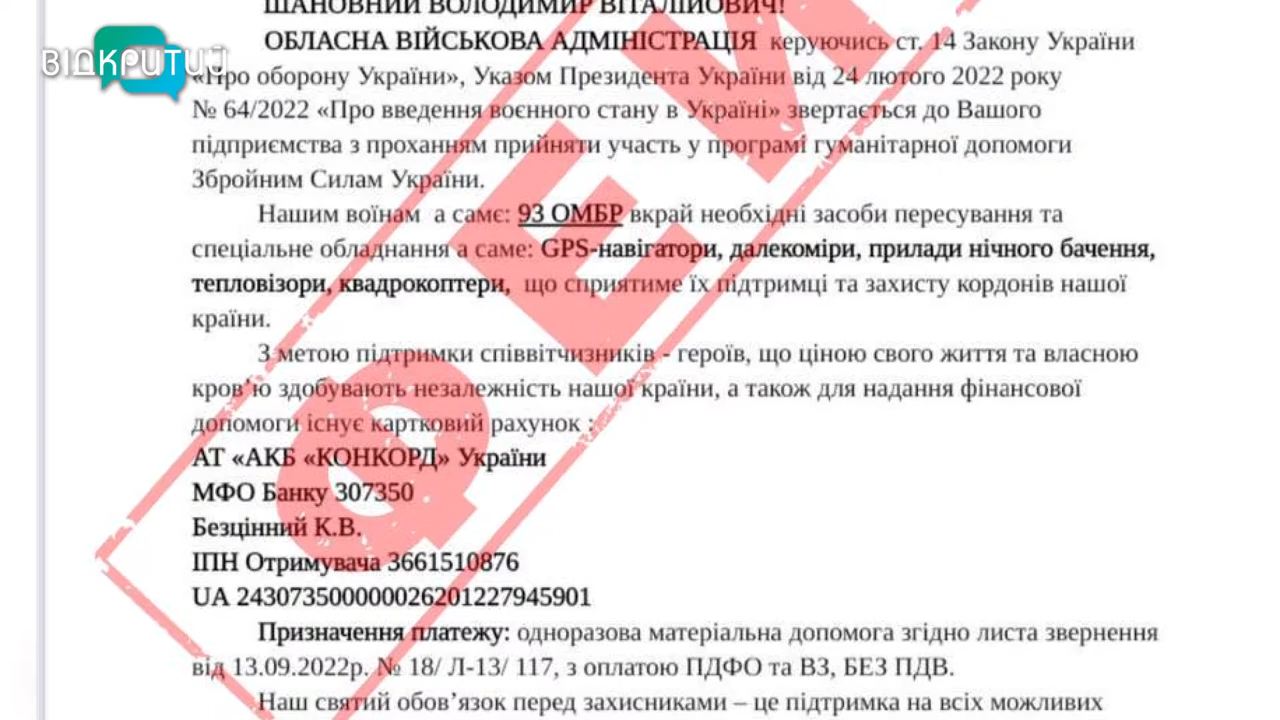 ШАНОВНИЙ ВОЛОДИМИР ВІТАЛІЙОВИЧ!
ВІДКРИТИЙ
ОБЛАСНА ВІЙСЬКОВА АДМІНІСТРАЦІЯ керуючись ст. 14 Закону України
«Про оборону України», Указом Президента України від 24 лютого 2022 року
№ 64/2022 «Про введення воєнного стану в Україні» звертається до Вашого
підприємства з проханням прийняти участь у програмі гуманітарної допомоги
Збройним Силам України.
Нашим воїнам а самє: 93 ОМБР вкрай необхідні засоби пересування та
спеціальне обладнання а саме: GPS-навігатори, далекоміри, прилади нічного бачення,
тепловізори, квадрокоптери, що сприятиме їх підтримці та захисту кордонів нашої
країни.
З метою підтримки співвітчизників - героїв, що ціною свого життя та власною
кров’ю здобувають незалежність нашої країни, а також для надання фінансової
допомоги існує картковий рахунок :
АТ «АКБ «КОНКОРД» України
МФО Банку 307350
Безцінний К.В.
ІПН Отримувача 3661510876
UA 243073500000026201227945901
Призначення платежу: одноразова матеріальна допомога згідно листа звернення
від 13.09.2022р. № 18/ Л-13/ 117, з оплатою ПДФО та ВЗ, БЕЗ ПДВ.
Наш святий обов’язок перед захисниками – це підтримка на всіх можливих
ФЕЙ